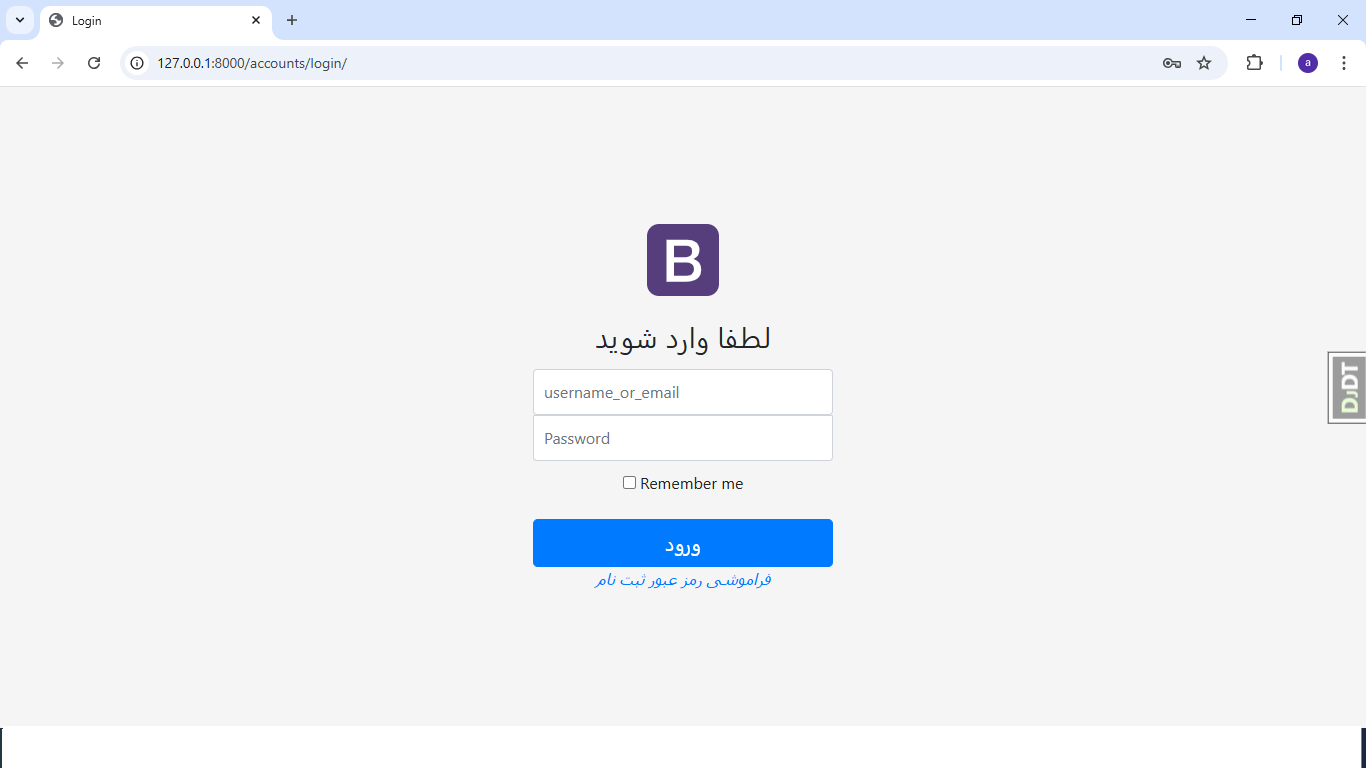 Login
127.0.0.1:8000/accounts/login/
a
B
لطفا وارد شوید
username_or_email
Password
Remember me
ورود
فراموشی رمز عبور ثبت نام
DjDT